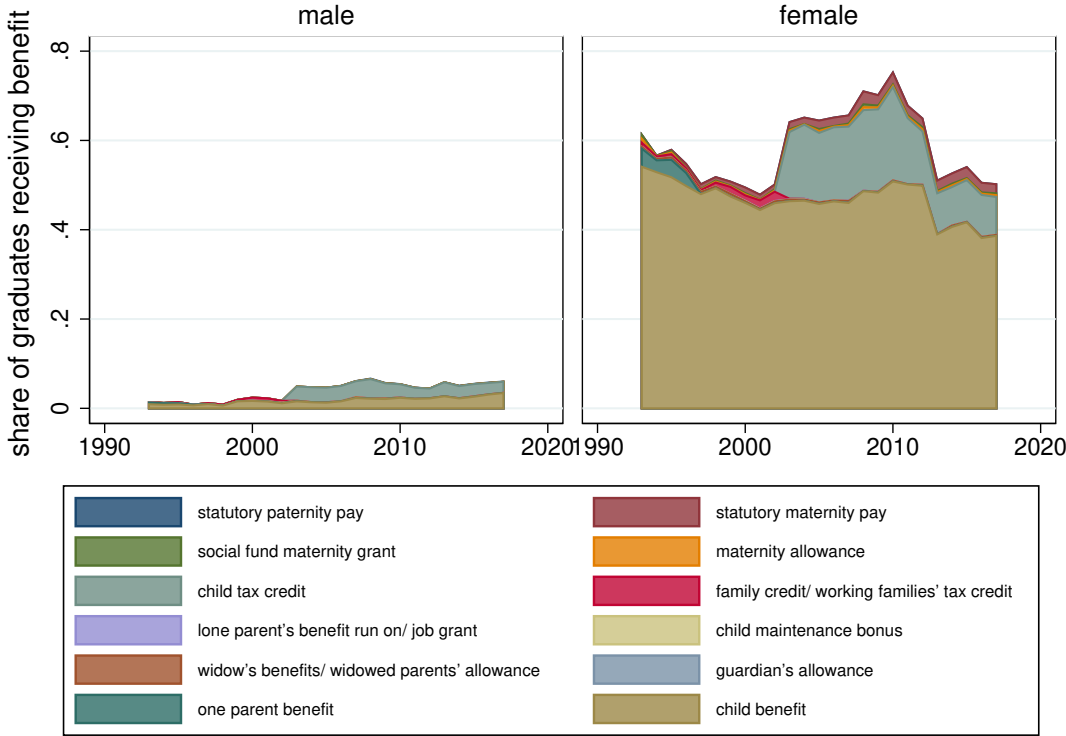 male
female
share of graduates receiving benefit
.8
.6
.4
.2
0
1990
2000
2010
2020
1990
2000
2010
2020
statutory paternity pay
statutory maternity pay
social fund maternity grant
maternity allowance
child tax credit
family credit/ working families' tax credit
lone parent's benefit run on/ job grant
child maintenance bonus
widow's benefits/ widowed parents' allowance
guardian's allowance
one parent benefit
child benefit